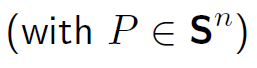 (with P ∈ Sⁿ)